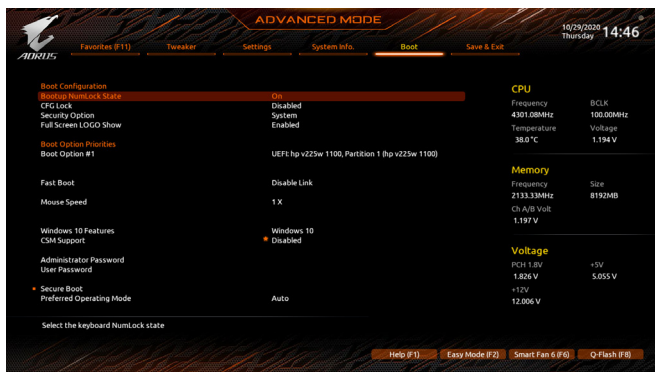 ADVANCED MODE
10/29/2020 Thursday 14:46
AORUS
Favorites (F11) Tweaker Settings System Info. Boot Save & Exit
Boot Configuration
Bootup NumLock State On
CFG Lock Disabled
Security Option System
Full Screen LOGO Show Enabled
Boot Option Priorities
Boot Option #1 UEFI: hp v225w 1100, Partition 1 (hp v225w 1100)
Fast Boot Disable Link
Mouse Speed 1 X
Windows 10 Features Windows 10
CSM Support Disabled
Administrator Password
User Password
Secure Boot
Preferred Operating Mode Auto
Select the keyboard NumLock state
CPU
Frequency BCLK
4301.08MHz 100.00MHz
Temperature Voltage
38.0 °C 1.194 V
Memory
Frequency Size
2133.33MHz 8192MB
Ch A/B Volt
1.197 V
Voltage
PCH 1.8V +5V
1.826 V 5.055 V
+12V
12.006 V
Help (F1) Easy Mode (F2) Smart Fan 6 (F6) Q-Flash (F8)